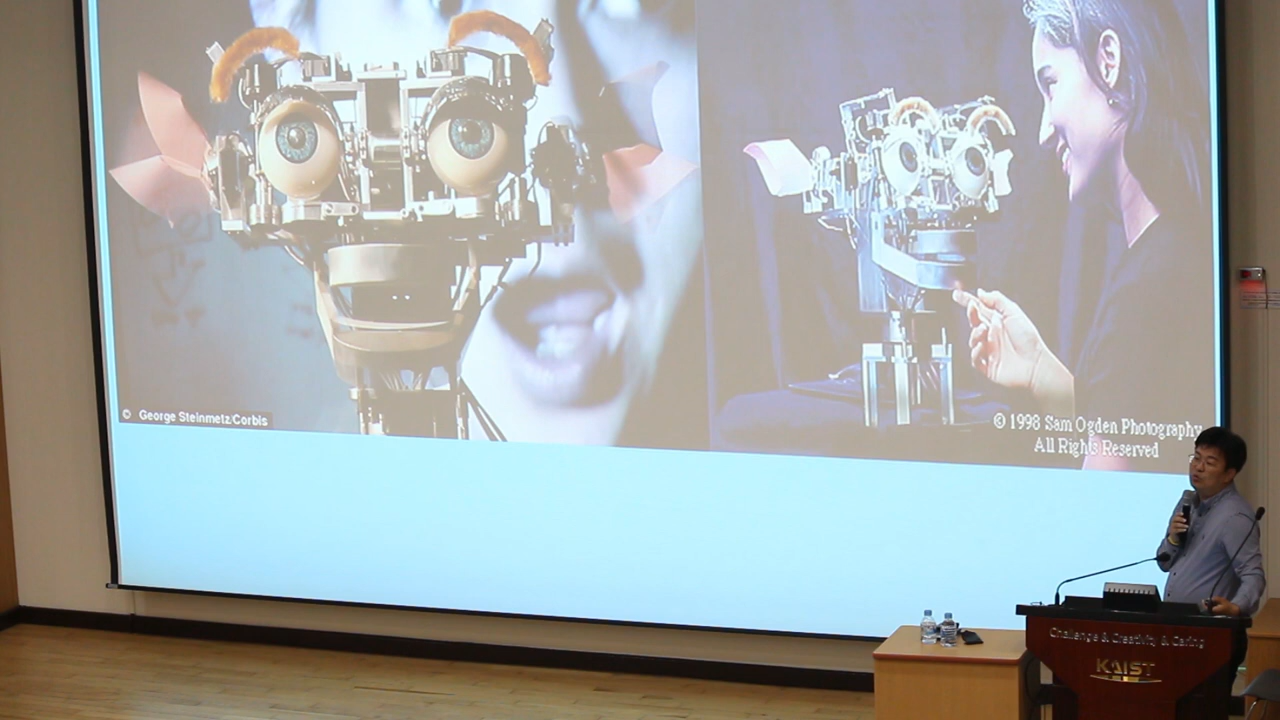 © George Steinmetz/Corbis
© 1998 Sam Ogden Photography
All Rights Reserved
Challenge & Creativity & Caring
KAIST